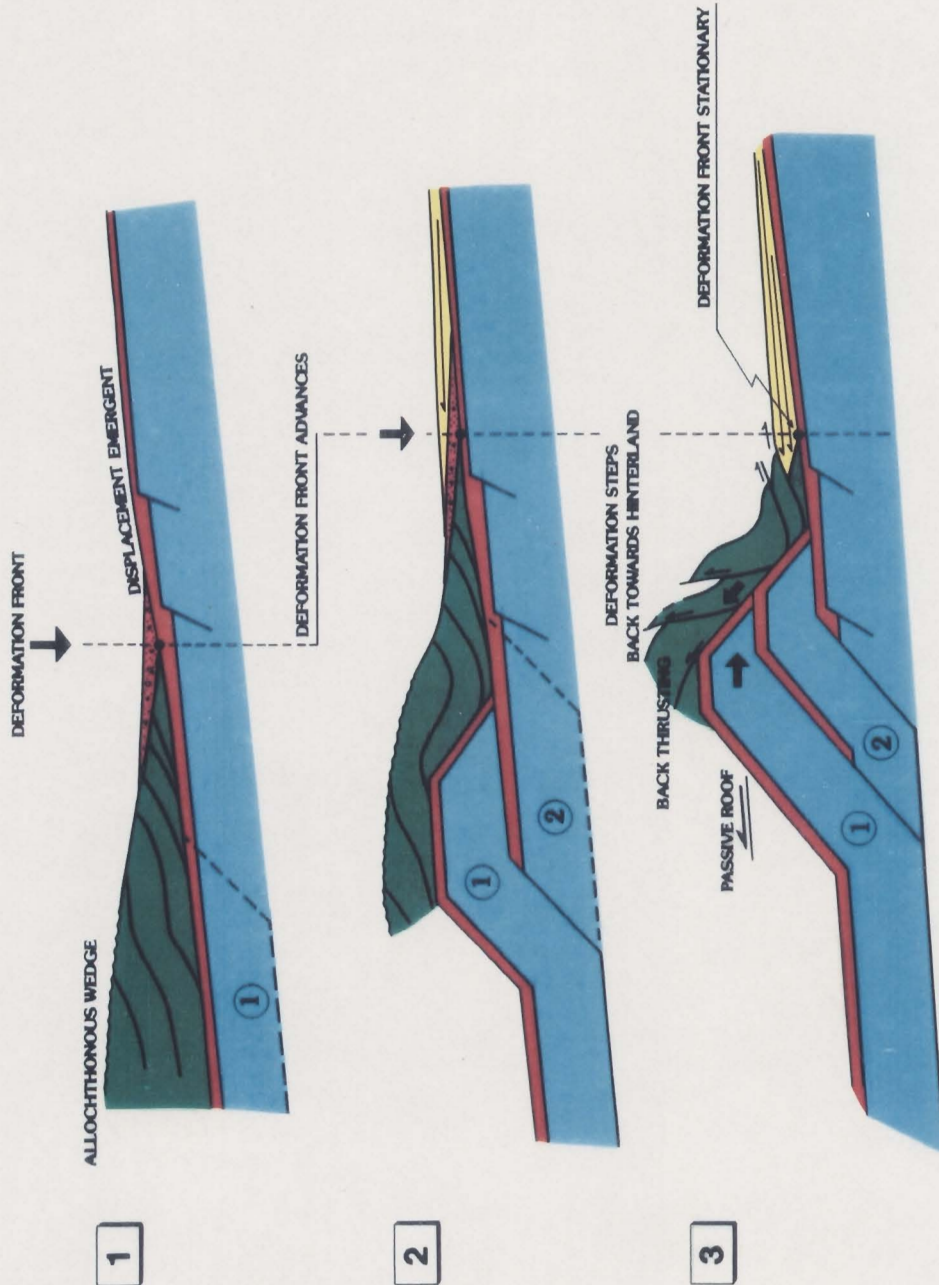 1
DEFORMATION FRONT
ALLOCHTHONOUS WEDGE
DISPLACEMENT EMERGENT
1
2
DEFORMATION FRONT ADVANCES
1
2
3
DEFORMATION STEPS
BACK TOWARDS HINTERLAND
DEFORMATION FRONT STATIONARY
BACK THRUSTING
PASSIVE ROOF
1
2